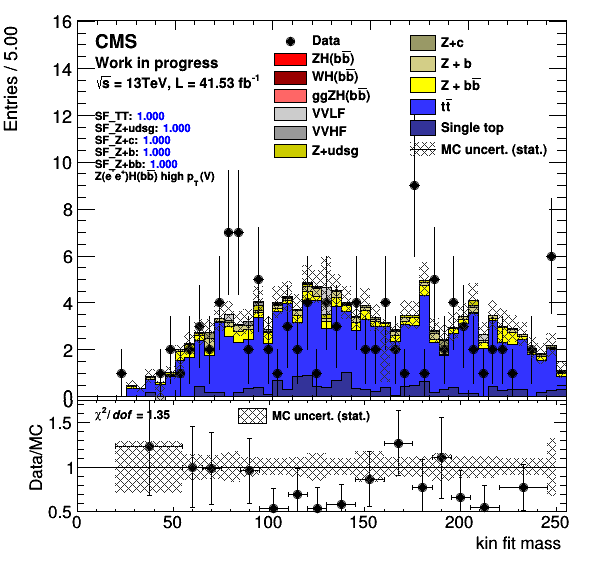 Entries / 5.00
16
14
12
10
8
6
4
2
0
CMS
Work in progress
√s = 13TeV, L = 41.53 fb⁻¹
SF_TT: 1.000
SF_Z+udsg: 1.000
SF_Z+c: 1.000
SF_Z+b: 1.000
SF_Z+bb: 1.000
Z(e⁻e⁺)H(bb̅) high p_T(V)
Data
ZH(bb̅)
WH(bb̅)
ggZH(bb̅)
VVLF
VVHF
Z+udsg
Z+c
Z + b
Z + bb̅
tt̅
Single top
MC uncert. (stat.)
Data/MC
1.5
1
0.5
χ²/dof = 1.35
MC uncert. (stat.)
0 50 100 150 200 250
kin fit mass